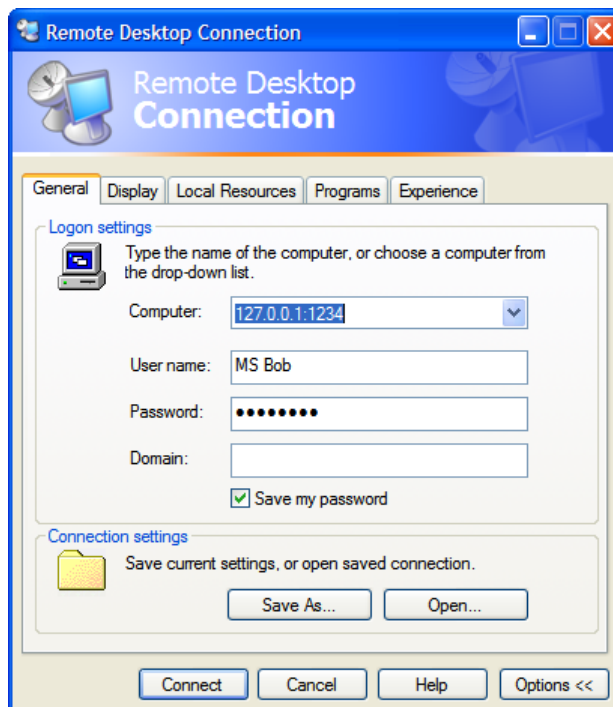 Remote Desktop Connection
Remote Desktop
Connection
General Display Local Resources Programs Experience
Logon settings
Type the name of the computer, or choose a computer from
the drop-down list.
Computer: 127.0.0.1:1234
User name: MS Bob
Password: ••••••••
Domain:
Save my password
Connection settings
Save current settings, or open saved connection.
Save As... Open...
Connect Cancel Help Options <<